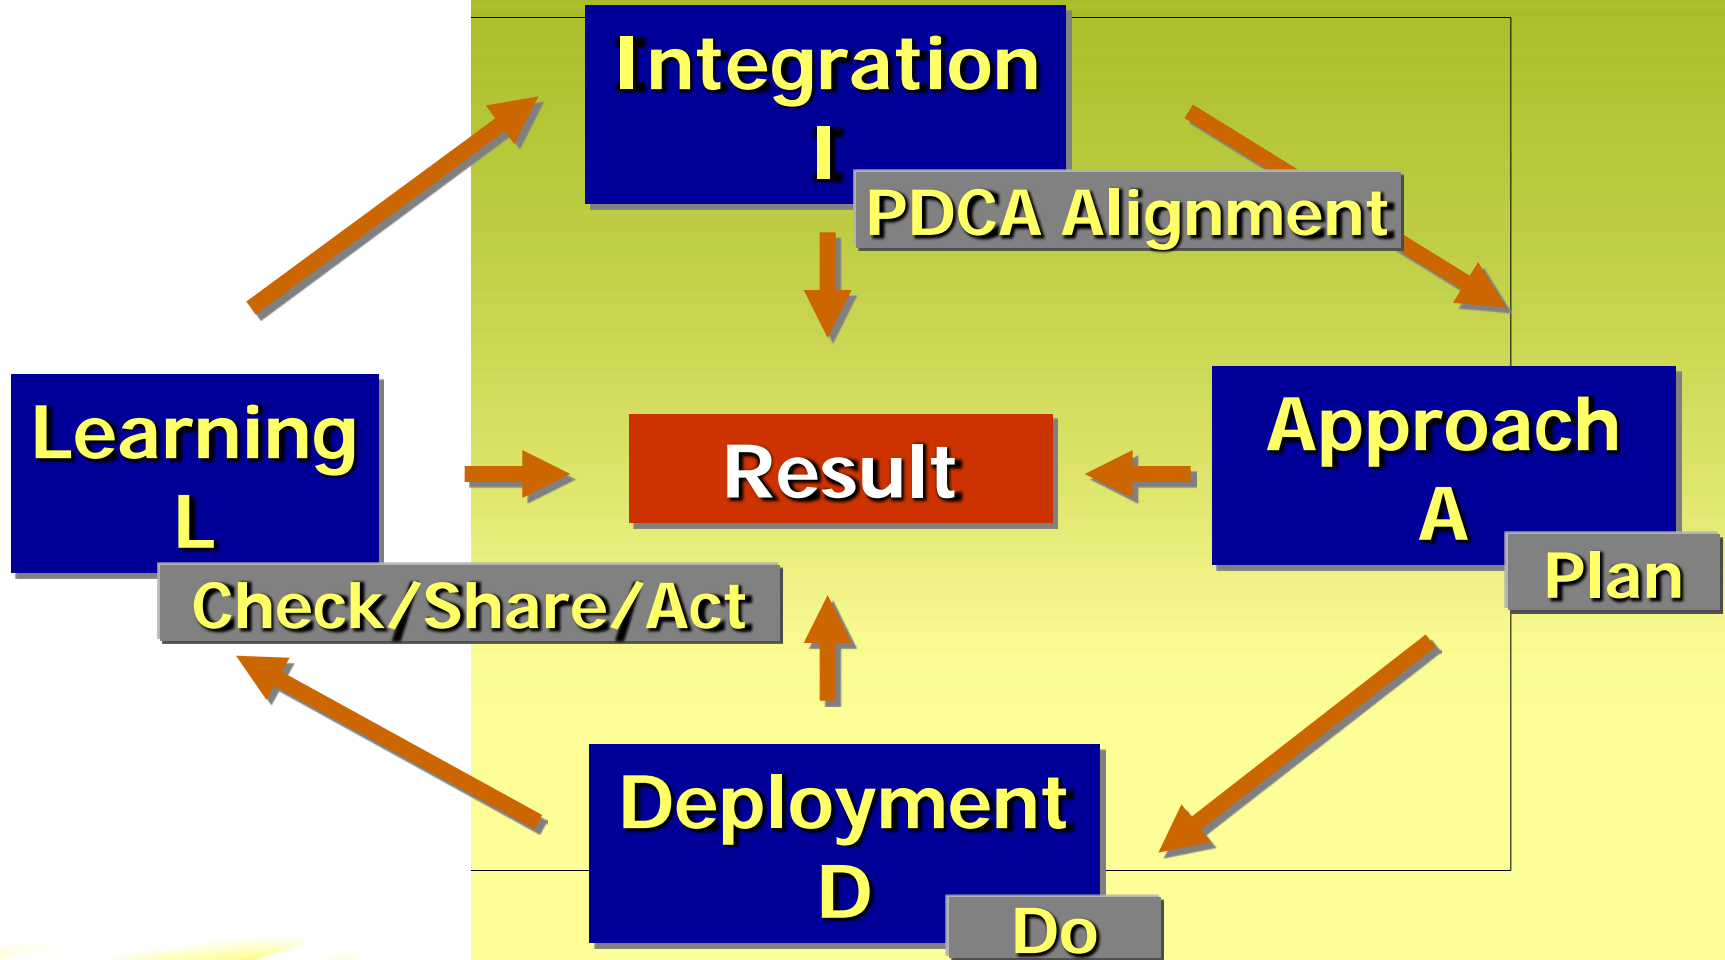 Integration
I
PDCA Alignment
Learning
L
Check/Share/Act
Result
Approach
A
Plan
Deployment
D
Do